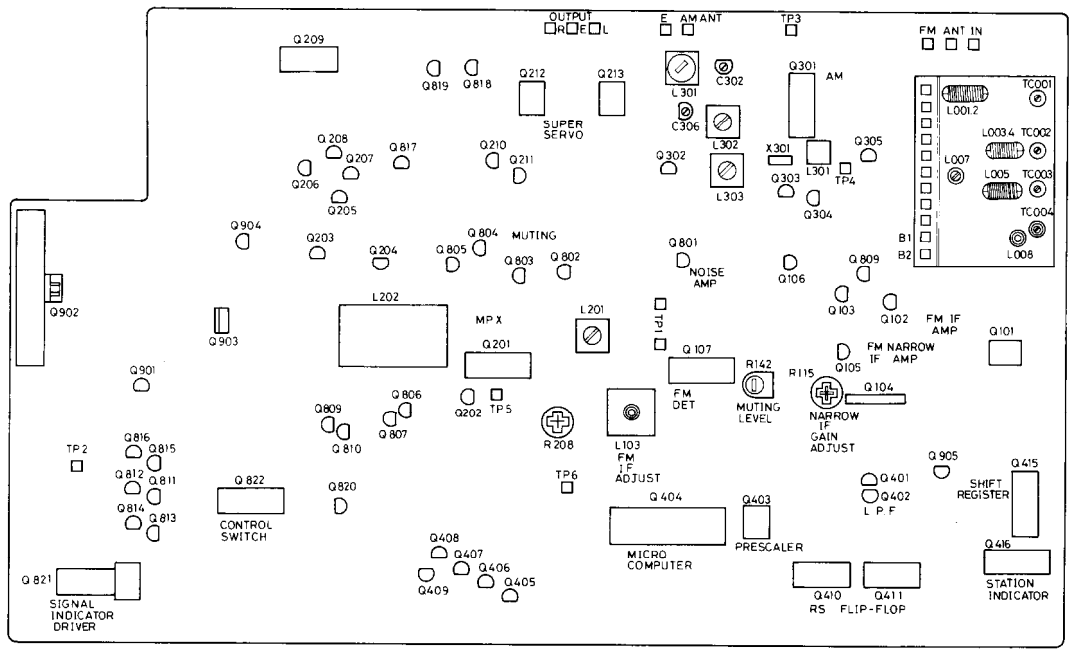 OUTPUT
R E L
E AM ANT
TP3
FM ANT IN
Q209
Q819
Q818
Q212
Q213
SUPER
SERVO
L301
C302
C306
L302
L303
Q301
AM
X301
L301
Q305
TP4
Q302
Q303
Q304
TC001
L001.2
L003.4
TC002
L007
L005
TC003
TC004
L008
B1
B2
Q208
Q207
Q206
Q205
Q817
Q210
Q211
Q904
Q203
Q204
Q804
Q805
MUTING
Q803
Q802
Q801
NOISE
AMP
Q106
Q809
Q103
Q102
FM IF
AMP
Q101
FM NARROW
IF AMP
Q105
Q902
Q903
L202
MPX
Q201
L201
TP1
Q107
FM
DET
R142
MUTING
LEVEL
R115
NARROW
IF
GAIN
ADJUST
Q104
Q901
Q202
TP5
Q806
Q807
Q809
Q810
R208
L103
FM
IF
ADJUST
TP6
TP2
Q816
Q815
Q812
Q811
Q814
Q813
Q822
CONTROL
SWITCH
Q820
Q404
MICRO
COMPUTER
Q403
PRESCALER
Q401
Q402
L P.F
Q905
Q415
SHIFT
REGISTER
Q416
STATION
INDICATOR
Q408
Q407
Q406
Q405
Q409
Q410
Q411
RS FLIP-FLOP
Q821
SIGNAL
INDICATOR
DRIVER